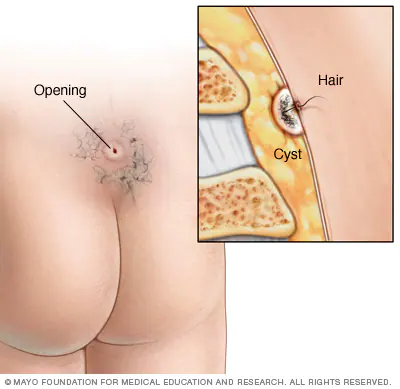 Opening
Hair
Cyst
© MAYO FOUNDATION FOR MEDICAL EDUCATION AND RESEARCH. ALL RIGHTS RESERVED.